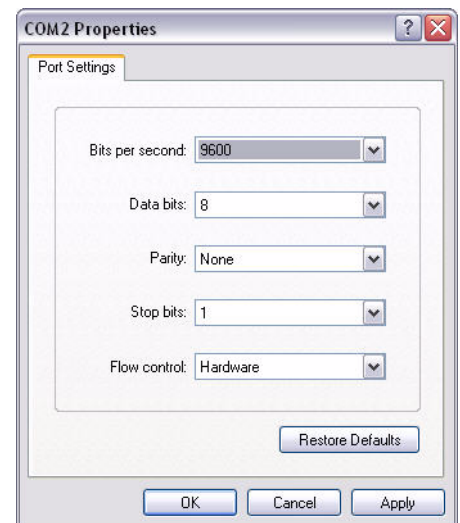 COM2 Properties
Port Settings
Bits per second: 9600
Data bits: 8
Parity: None
Stop bits: 1
Flow control: Hardware
Restore Defaults
OK Cancel Apply